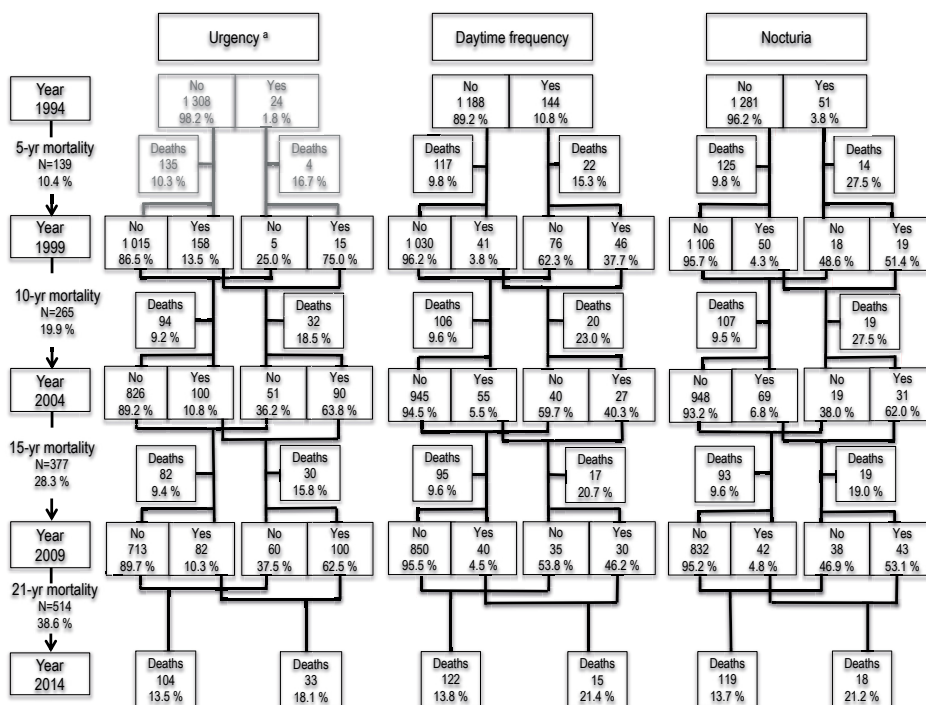 Urgency a
Daytime frequency
Nocturia
Year
1994
No
1 308
98.2 %
Yes
24
1.8 %
No
1 188
89.2 %
Yes
144
10.8 %
No
1 281
96.2 %
Yes
51
3.8 %
5-yr mortality
N=139
10.4 %
Deaths
135
10.3 %
Deaths
4
16.7 %
Deaths
117
9.8 %
Deaths
22
15.3 %
Deaths
125
9.8 %
Deaths
14
27.5 %
Year
1999
No
1 015
86.5 %
Yes
158
13.5 %
No
5
25.0 %
Yes
15
75.0 %
No
1 030
96.2 %
Yes
41
3.8 %
No
76
62.3 %
Yes
46
37.7 %
No
1 106
95.7 %
Yes
50
4.3 %
No
18
48.6 %
Yes
19
51.4 %
10-yr mortality
N=265
19.9 %
Deaths
94
9.2 %
Deaths
32
18.5 %
Deaths
106
9.6 %
Deaths
20
23.0 %
Deaths
107
9.5 %
Deaths
19
27.5 %
Year
2004
No
826
89.2 %
Yes
100
10.8 %
No
51
36.2 %
Yes
90
63.8 %
No
945
94.5 %
Yes
55
5.5 %
No
40
59.7 %
Yes
27
40.3 %
No
948
93.2 %
Yes
69
6.8 %
No
19
38.0 %
Yes
31
62.0 %
15-yr mortality
N=377
28.3 %
Deaths
82
9.4 %
Deaths
30
15.8 %
Deaths
95
9.6 %
Deaths
17
20.7 %
Deaths
93
9.6 %
Deaths
19
19.0 %
Year
2009
No
713
89.7 %
Yes
82
10.3 %
No
60
37.5 %
Yes
100
62.5 %
No
850
95.5 %
Yes
40
4.5 %
No
35
53.8 %
Yes
30
46.2 %
No
832
95.2 %
Yes
42
4.8 %
No
38
46.9 %
Yes
43
53.1 %
21-yr mortality
N=514
38.6 %
Year
2014
Deaths
104
13.5 %
Deaths
33
18.1 %
Deaths
122
13.8 %
Deaths
15
21.4 %
Deaths
119
13.7 %
Deaths
18
21.2 %